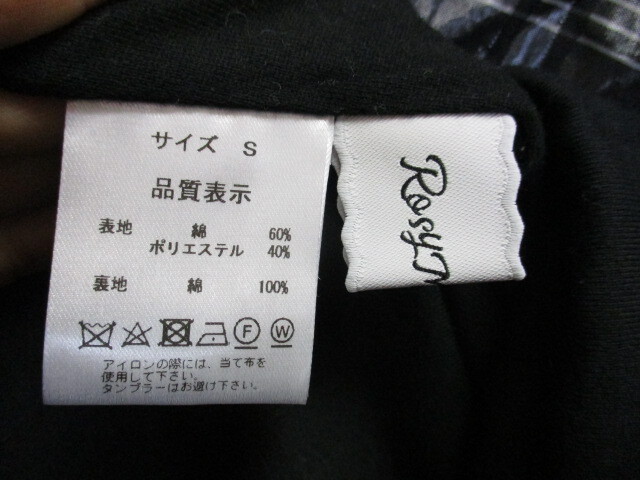 サイズ S
品質表示
表地 綿 60%
ポリエステル 40%
裏地 綿 100%
F W
アイロンの際には、当て布を
使用して下さい。
タンブラーはお避け下さい。
Rosy